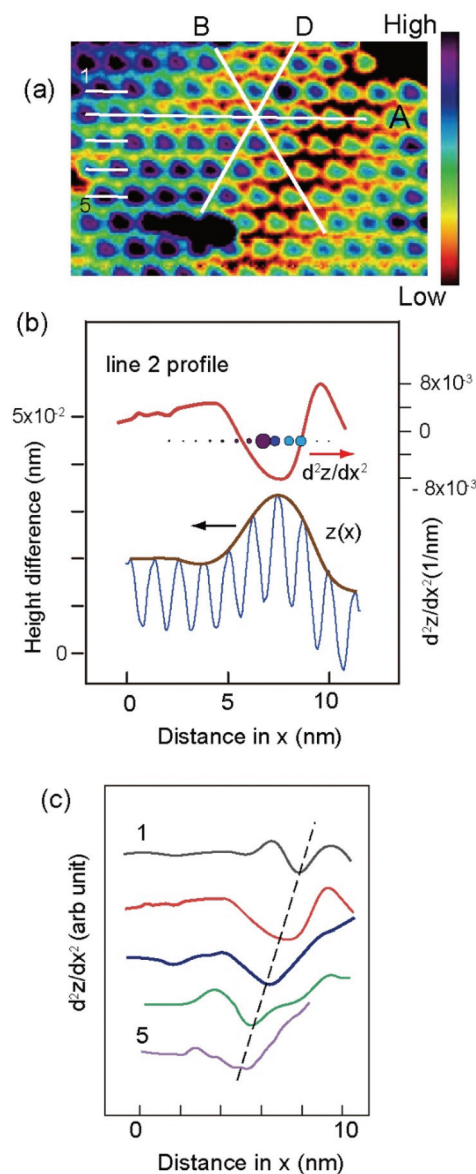 B D High
(a)
1
A
5
Low
(b)
line 2 profile
8x10⁻³
5x10⁻²
0
d²z/dx²
- 8x10⁻³
z(x)
Height difference (nm)
d²z/dx²(1/nm)
0
0 5 10
Distance in x (nm)
(c)
1
d²z/dx² (arb unit)
5
0 10
Distance in x (nm)